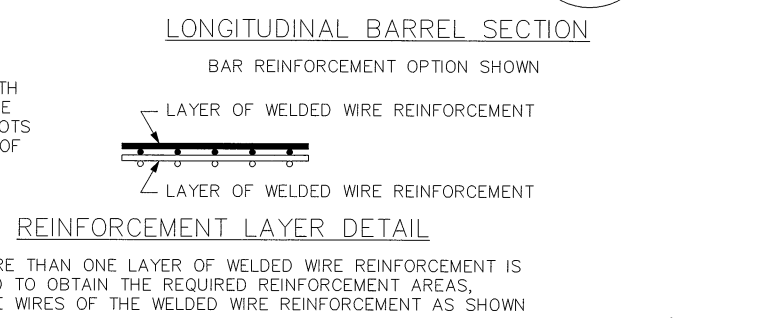 LONGITUDINAL BARREL SECTION
BAR REINFORCEMENT OPTION SHOWN
LAYER OF WELDED WIRE REINFORCEMENT
OF
LAYER OF WELDED WIRE REINFORCEMENT
REINFORCEMENT LAYER DETAIL
THAN ONE LAYER OF WELDED WIRE REINFORCEMENT IS
TO OBTAIN THE REQUIRED REINFORCEMENT AREAS,
WIRES OF THE WELDED WIRE REINFORCEMENT AS SHOWN